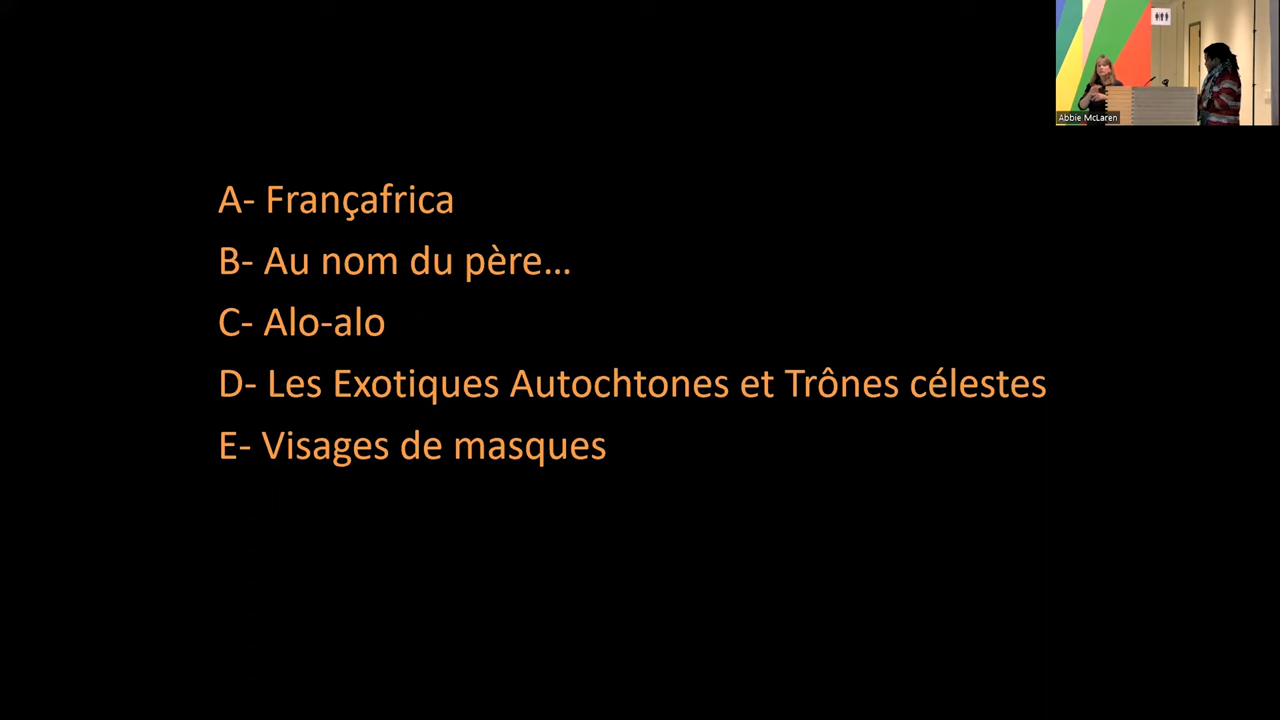 Abbie McLaren
A- Françafrica
B- Au nom du père...
C- Alo-alo
D- Les Exotiques Autochtones et Trônes célestes
E- Visages de masques